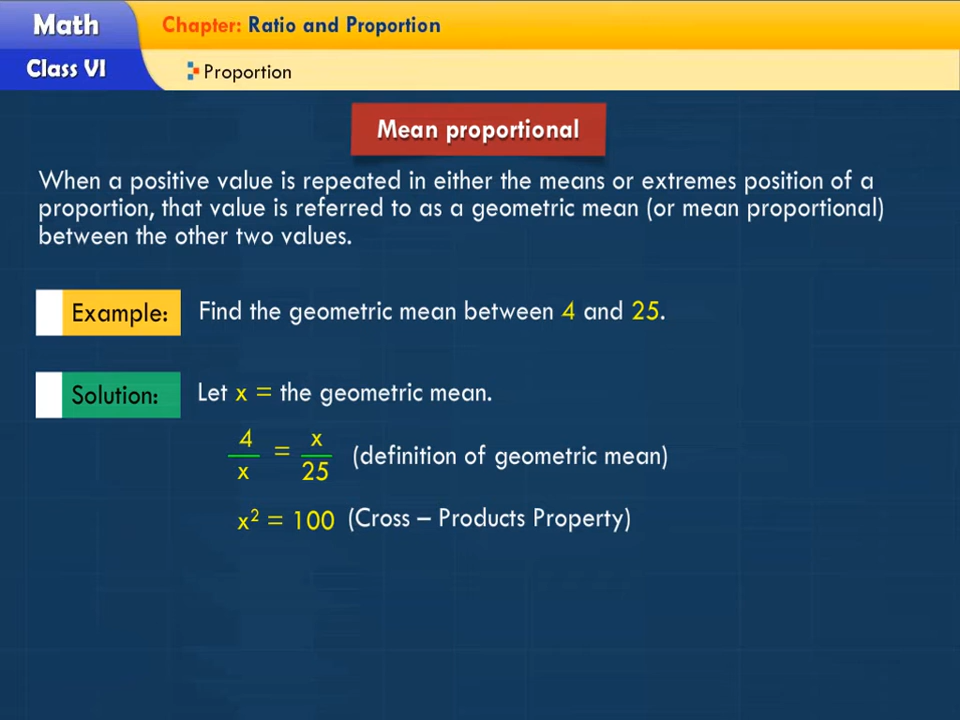 Math
Chapter: Ratio and Proportion
Class VI
Proportion
Mean proportional
When a positive value is repeated in either the means or extremes position of a
proportion, that value is referred to as a geometric mean (or mean proportional)
between the other two values.
Example: Find the geometric mean between 4 and 25.
Solution: Let x = the geometric mean.
4/x = x/25 (definition of geometric mean)
x² = 100 (Cross – Products Property)